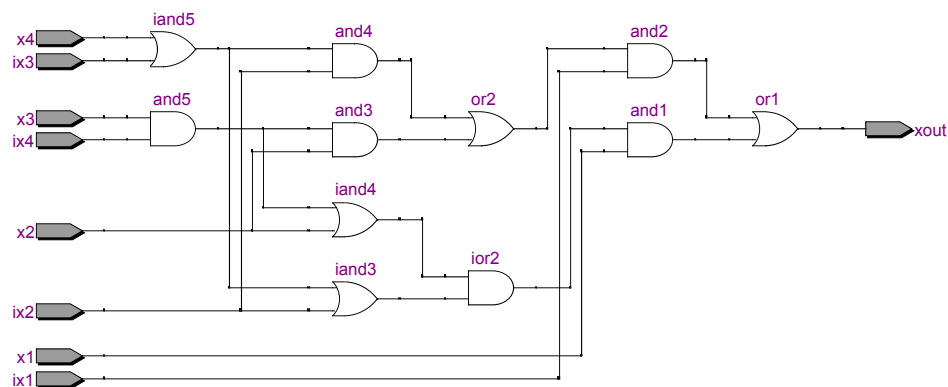 iand5
x4
ix3
and4
and2
x3
ix4
and5
and3
or2
and1
or1
xout
iand4
x2
ior2
iand3
ix2
x1
ix1